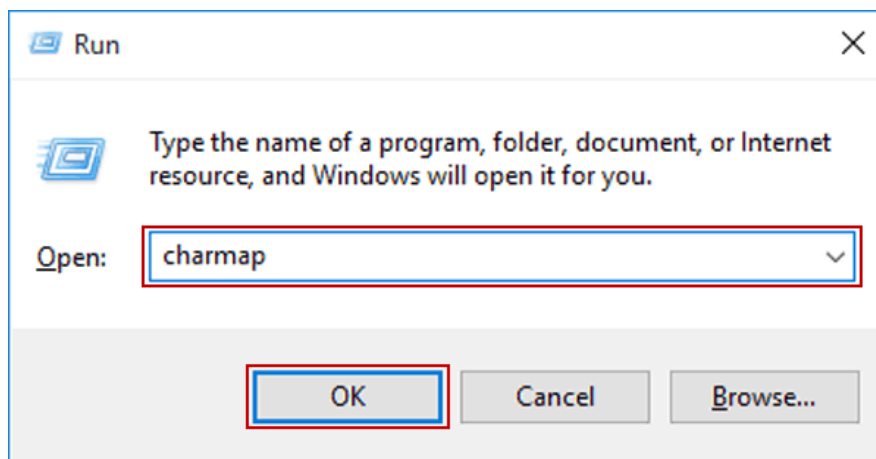 Run
Type the name of a program, folder, document, or Internet
resource, and Windows will open it for you.
Open: charmap
OK Cancel Browse...